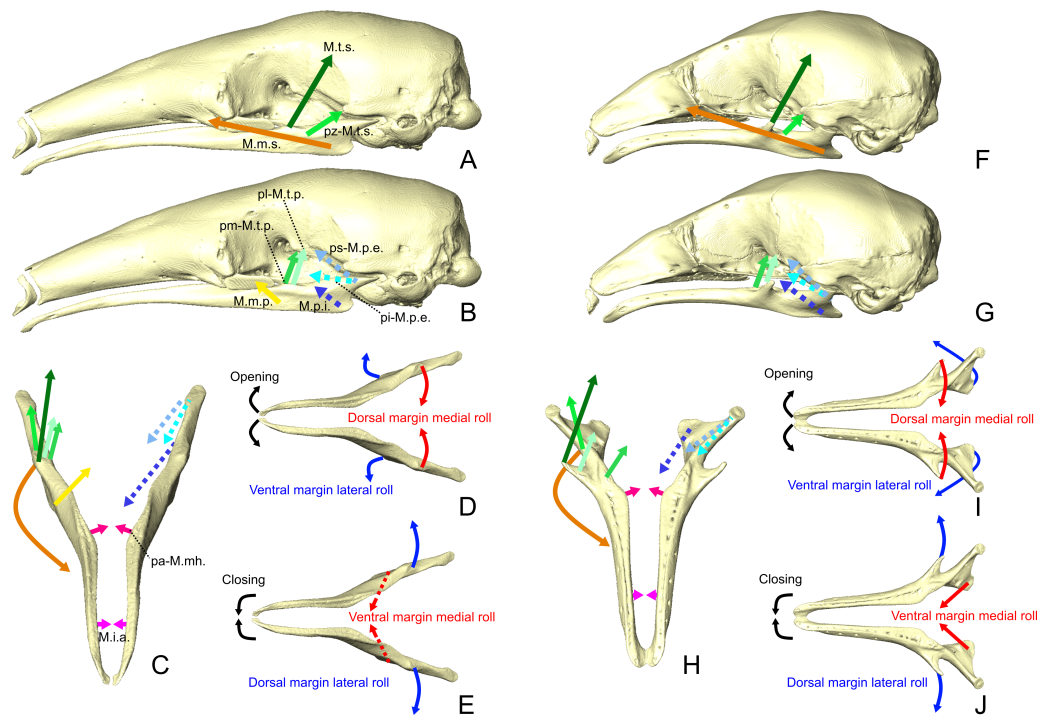 M.t.s.
pz-M.t.s.
M.m.s.
A
F
pl-M.t.p.
pm-M.t.p.
ps-M.p.e.
M.m.p.
M.p.i.
pi-M.p.e.
B
G
Opening
Dorsal margin medial roll
Ventral margin lateral roll
D
Opening
Dorsal margin medial roll
Ventral margin lateral roll
I
pa-M.mh.
M.i.a.
C
Closing
Ventral margin medial roll
Dorsal margin lateral roll
E
H
Closing
Ventral margin medial roll
Dorsal margin lateral roll
J